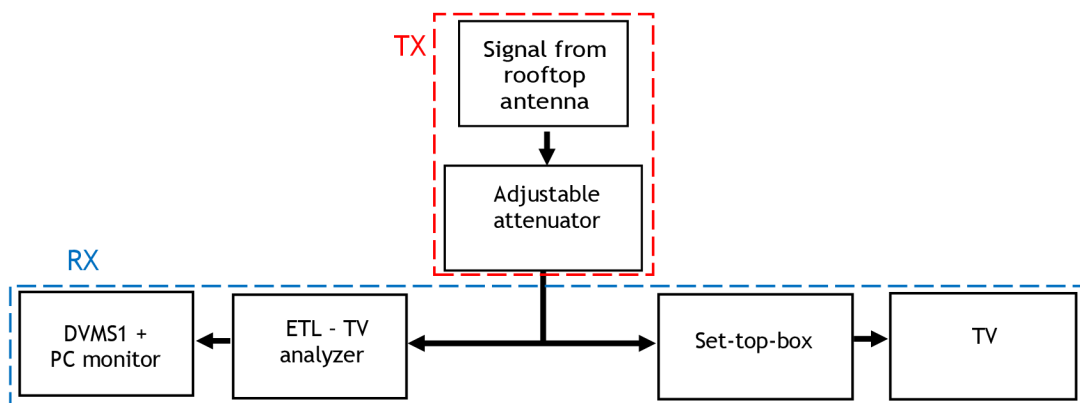 TX
Signal from
rooftop
antenna
Adjustable
attenuator
RX
DVMS1 +
PC monitor
ETL - TV
analyzer
Set-top-box
TV